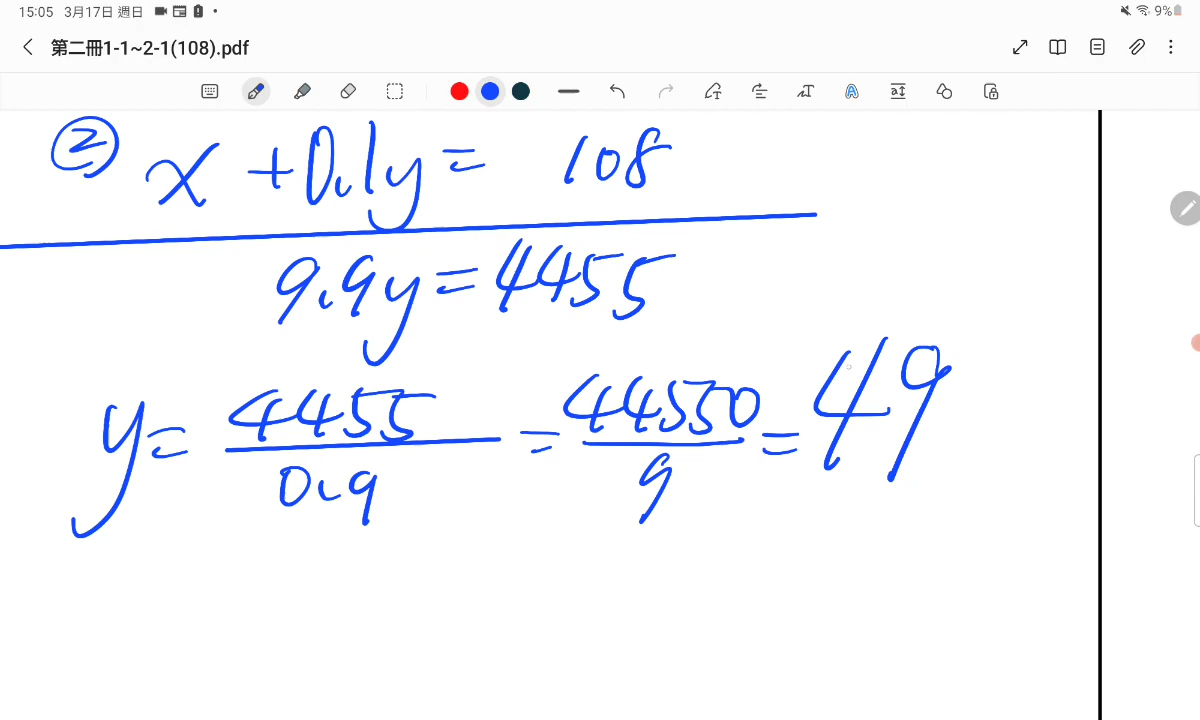 15:05 3月17日 週日 9%
第二冊1-1~2-1(108).pdf
② x + 0.1y = 108
9.9y = 4455
y = 4455/0.9 = 44550/9 = 49